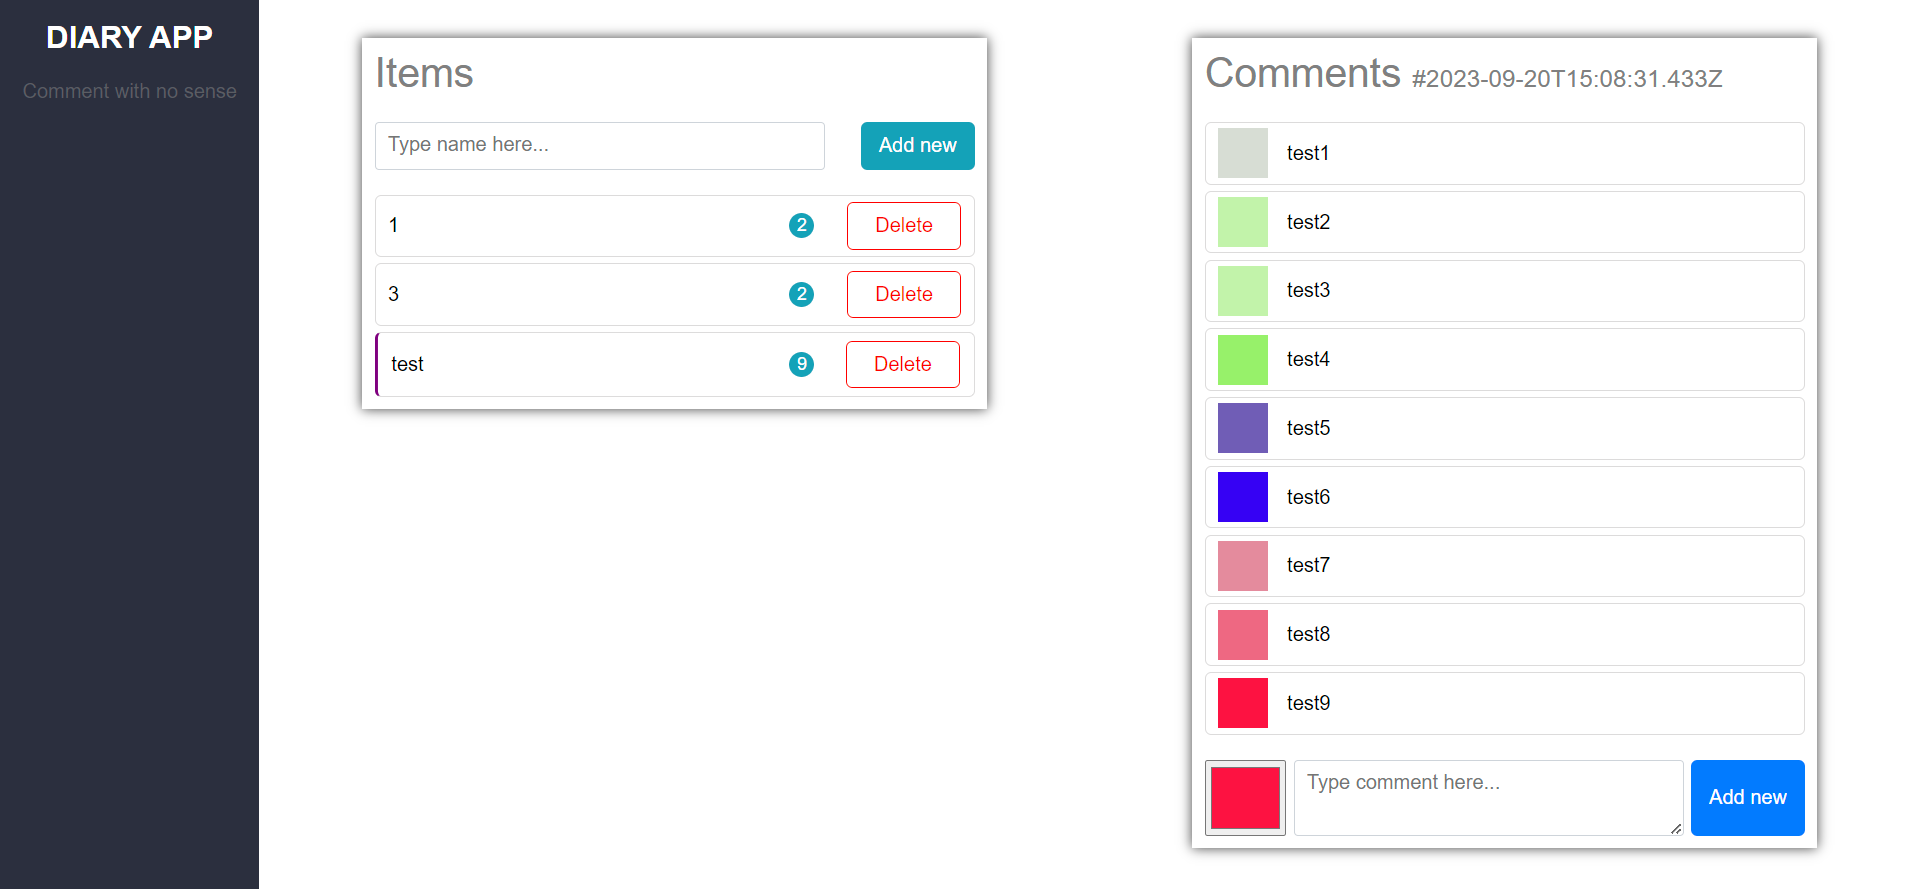 DIARY APP
Comment with no sense
Items
Type name here...
Add new
1
2
Delete
3
2
Delete
test
9
Delete
Comments #2023-09-20T15:08:31.433Z
test1
test2
test3
test4
test5
test6
test7
test8
test9
Type comment here...
Add new